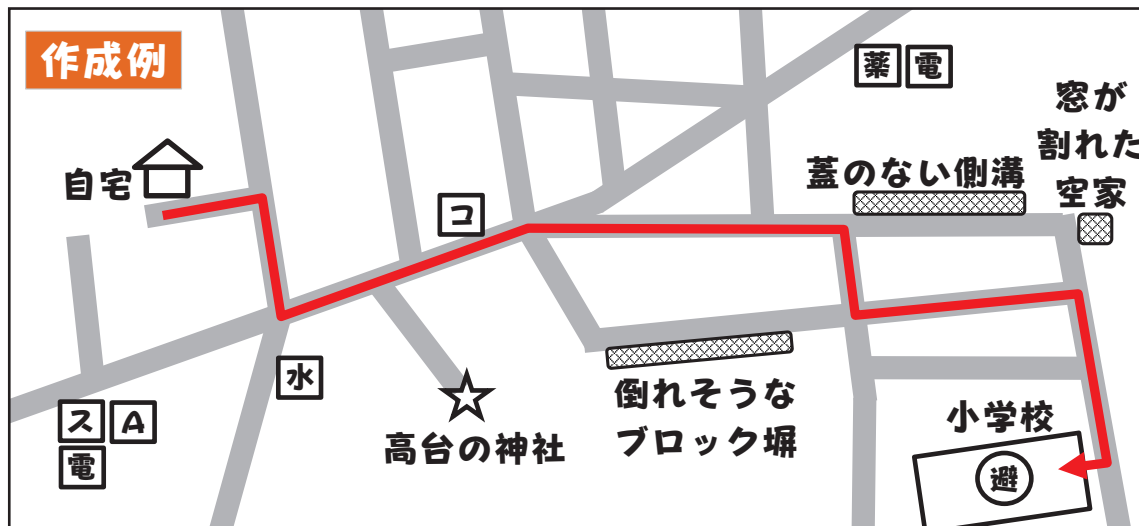 作成例
薬 電
窓が
割れた
空家
自宅
蓋のない側溝
コ
水
ス A
電
高台の神社
倒れそうな
ブロック塀
小学校
避